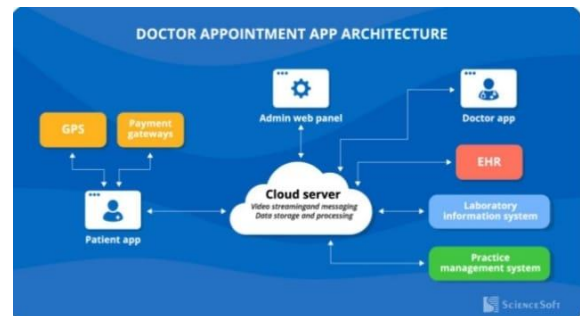 DOCTOR APPOINTMENT APP ARCHITECTURE
GPS
Payment
gateways
Admin web panel
Doctor app
EHR
Cloud server
Video streamingand messaging
Data storage and processing
Laboratory
information system
Patient app
Practice
management system
ScienceSoft